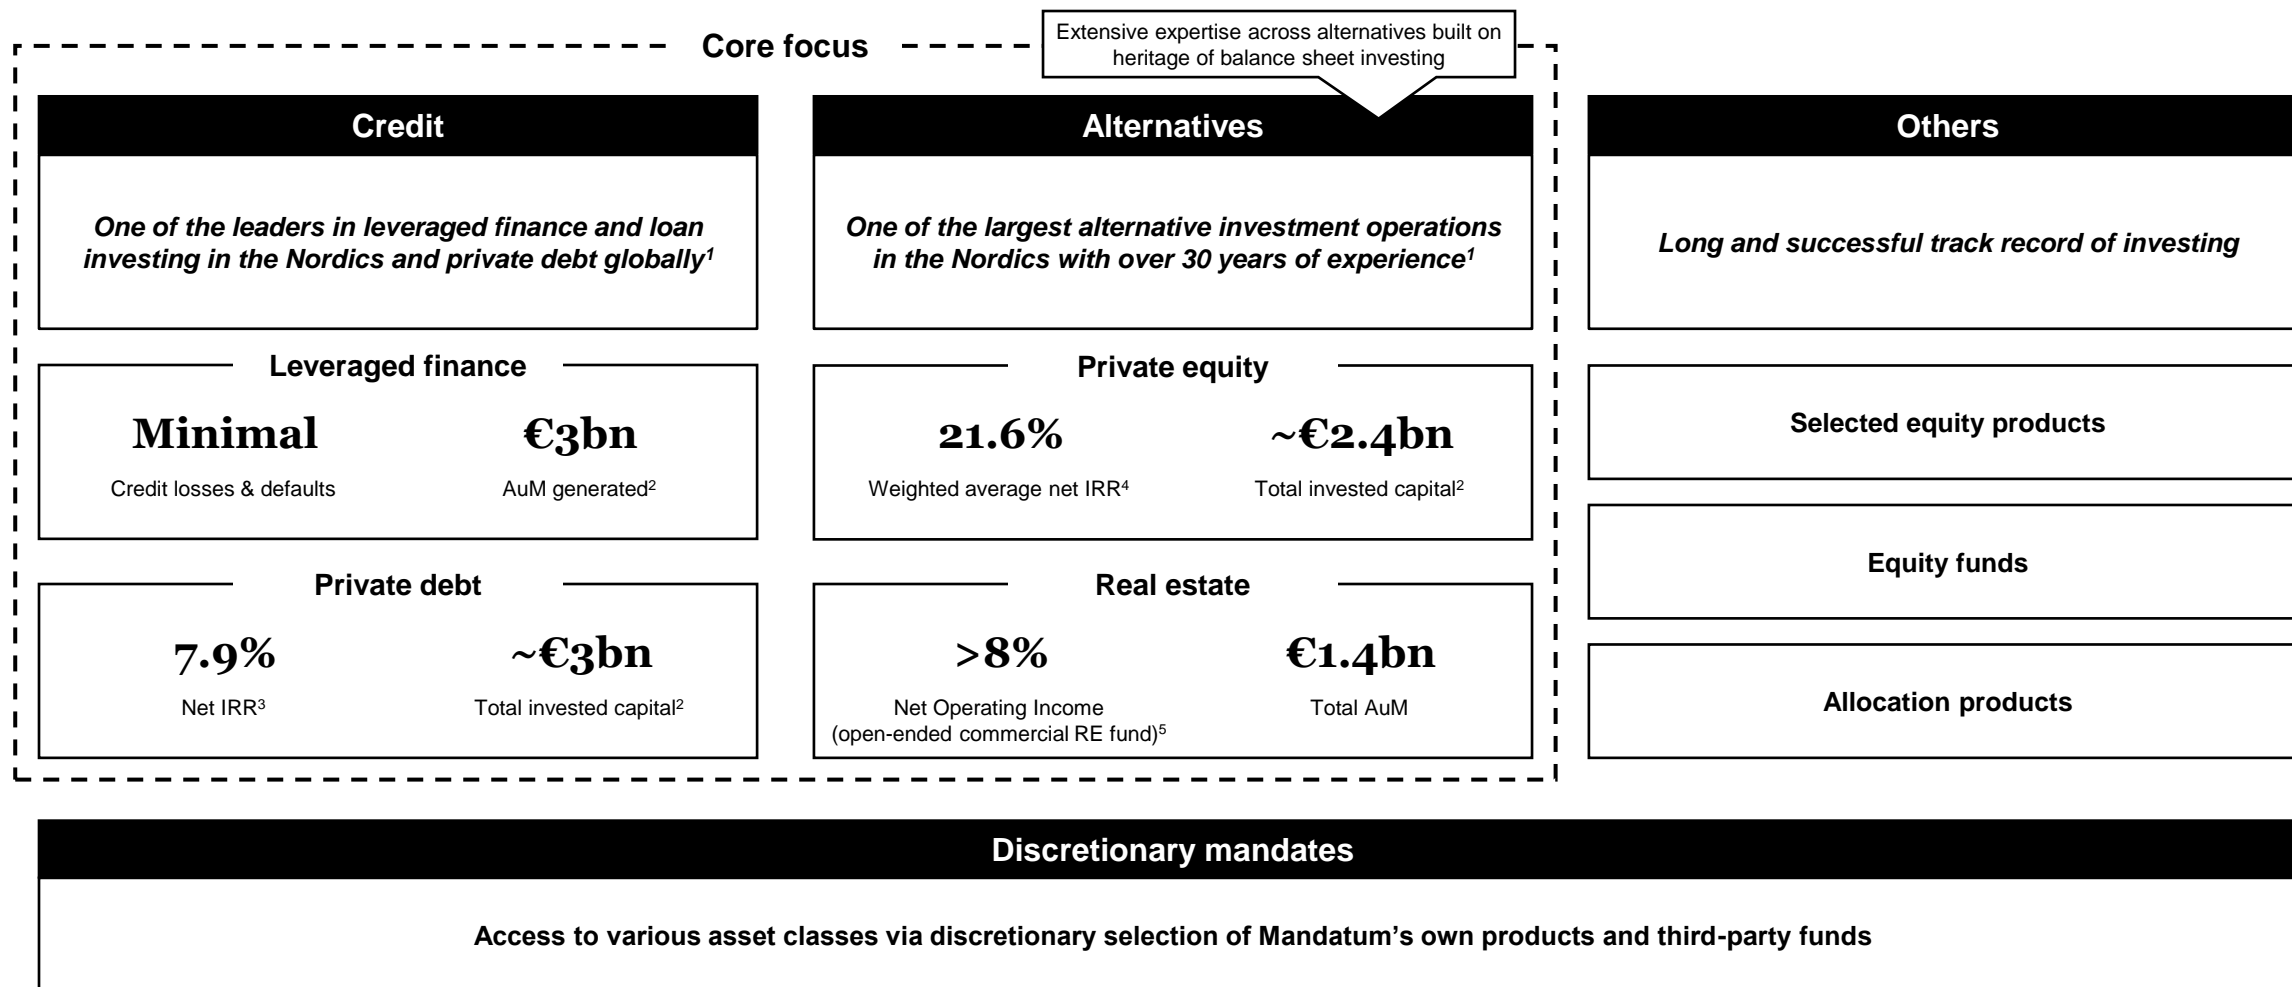 Core focus
Extensive expertise across alternatives built on
heritage of balance sheet investing
Credit
One of the leaders in leveraged finance and loan
investing in the Nordics and private debt globally¹
Leveraged finance
Minimal
Credit losses & defaults
€3bn
AuM generated²
Private debt
7.9%
Net IRR³
~€3bn
Total invested capital²
Alternatives
One of the largest alternative investment operations
in the Nordics with over 30 years of experience¹
Private equity
21.6%
Weighted average net IRR⁴
~€2.4bn
Total invested capital²
Real estate
>8%
Net Operating Income
(open-ended commercial RE fund)⁵
€1.4bn
Total AuM
Others
Long and successful track record of investing
Selected equity products
Equity funds
Allocation products
Discretionary mandates
Access to various asset classes via discretionary selection of Mandatum's own products and third-party funds